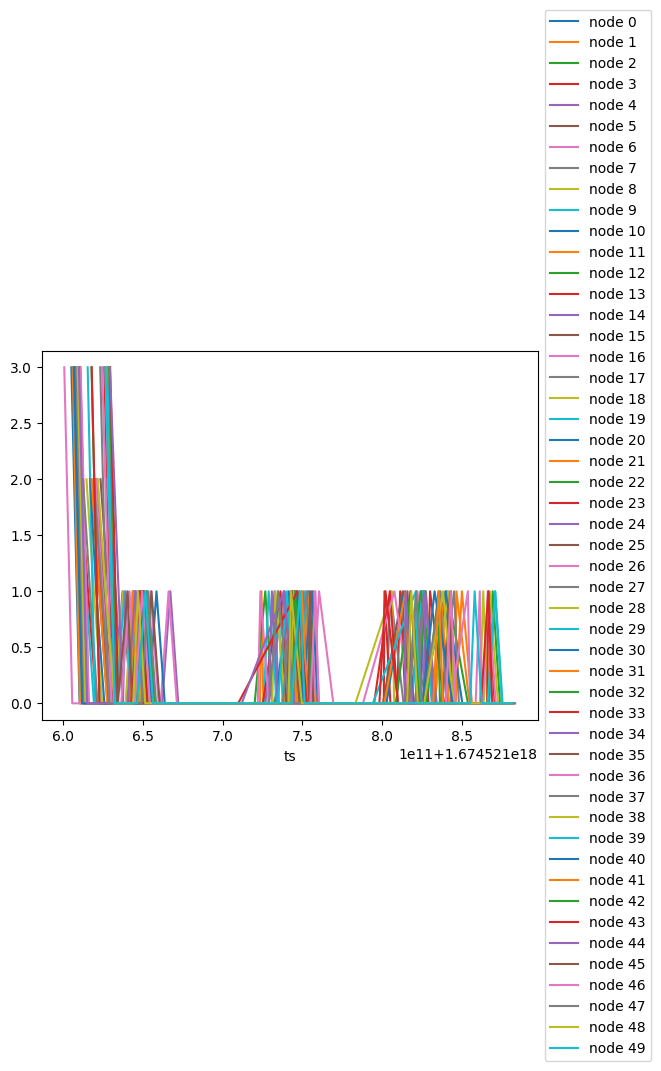 node 0
node 1
node 2
node 3
node 4
node 5
node 6
node 7
node 8
node 9
node 10
node 11
node 12
node 13
node 14
node 15
node 16
node 17
node 18
node 19
node 20
node 21
node 22
node 23
node 24
node 25
node 26
node 27
node 28
node 29
node 30
node 31
node 32
node 33
node 34
node 35
node 36
node 37
node 38
node 39
node 40
node 41
node 42
node 43
node 44
node 45
node 46
node 47
node 48
node 49
3.0
2.5
2.0
1.5
1.0
0.5
0.0
6.0 6.5 7.0 7.5 8.0 8.5
ts
1e11+1.674521e18